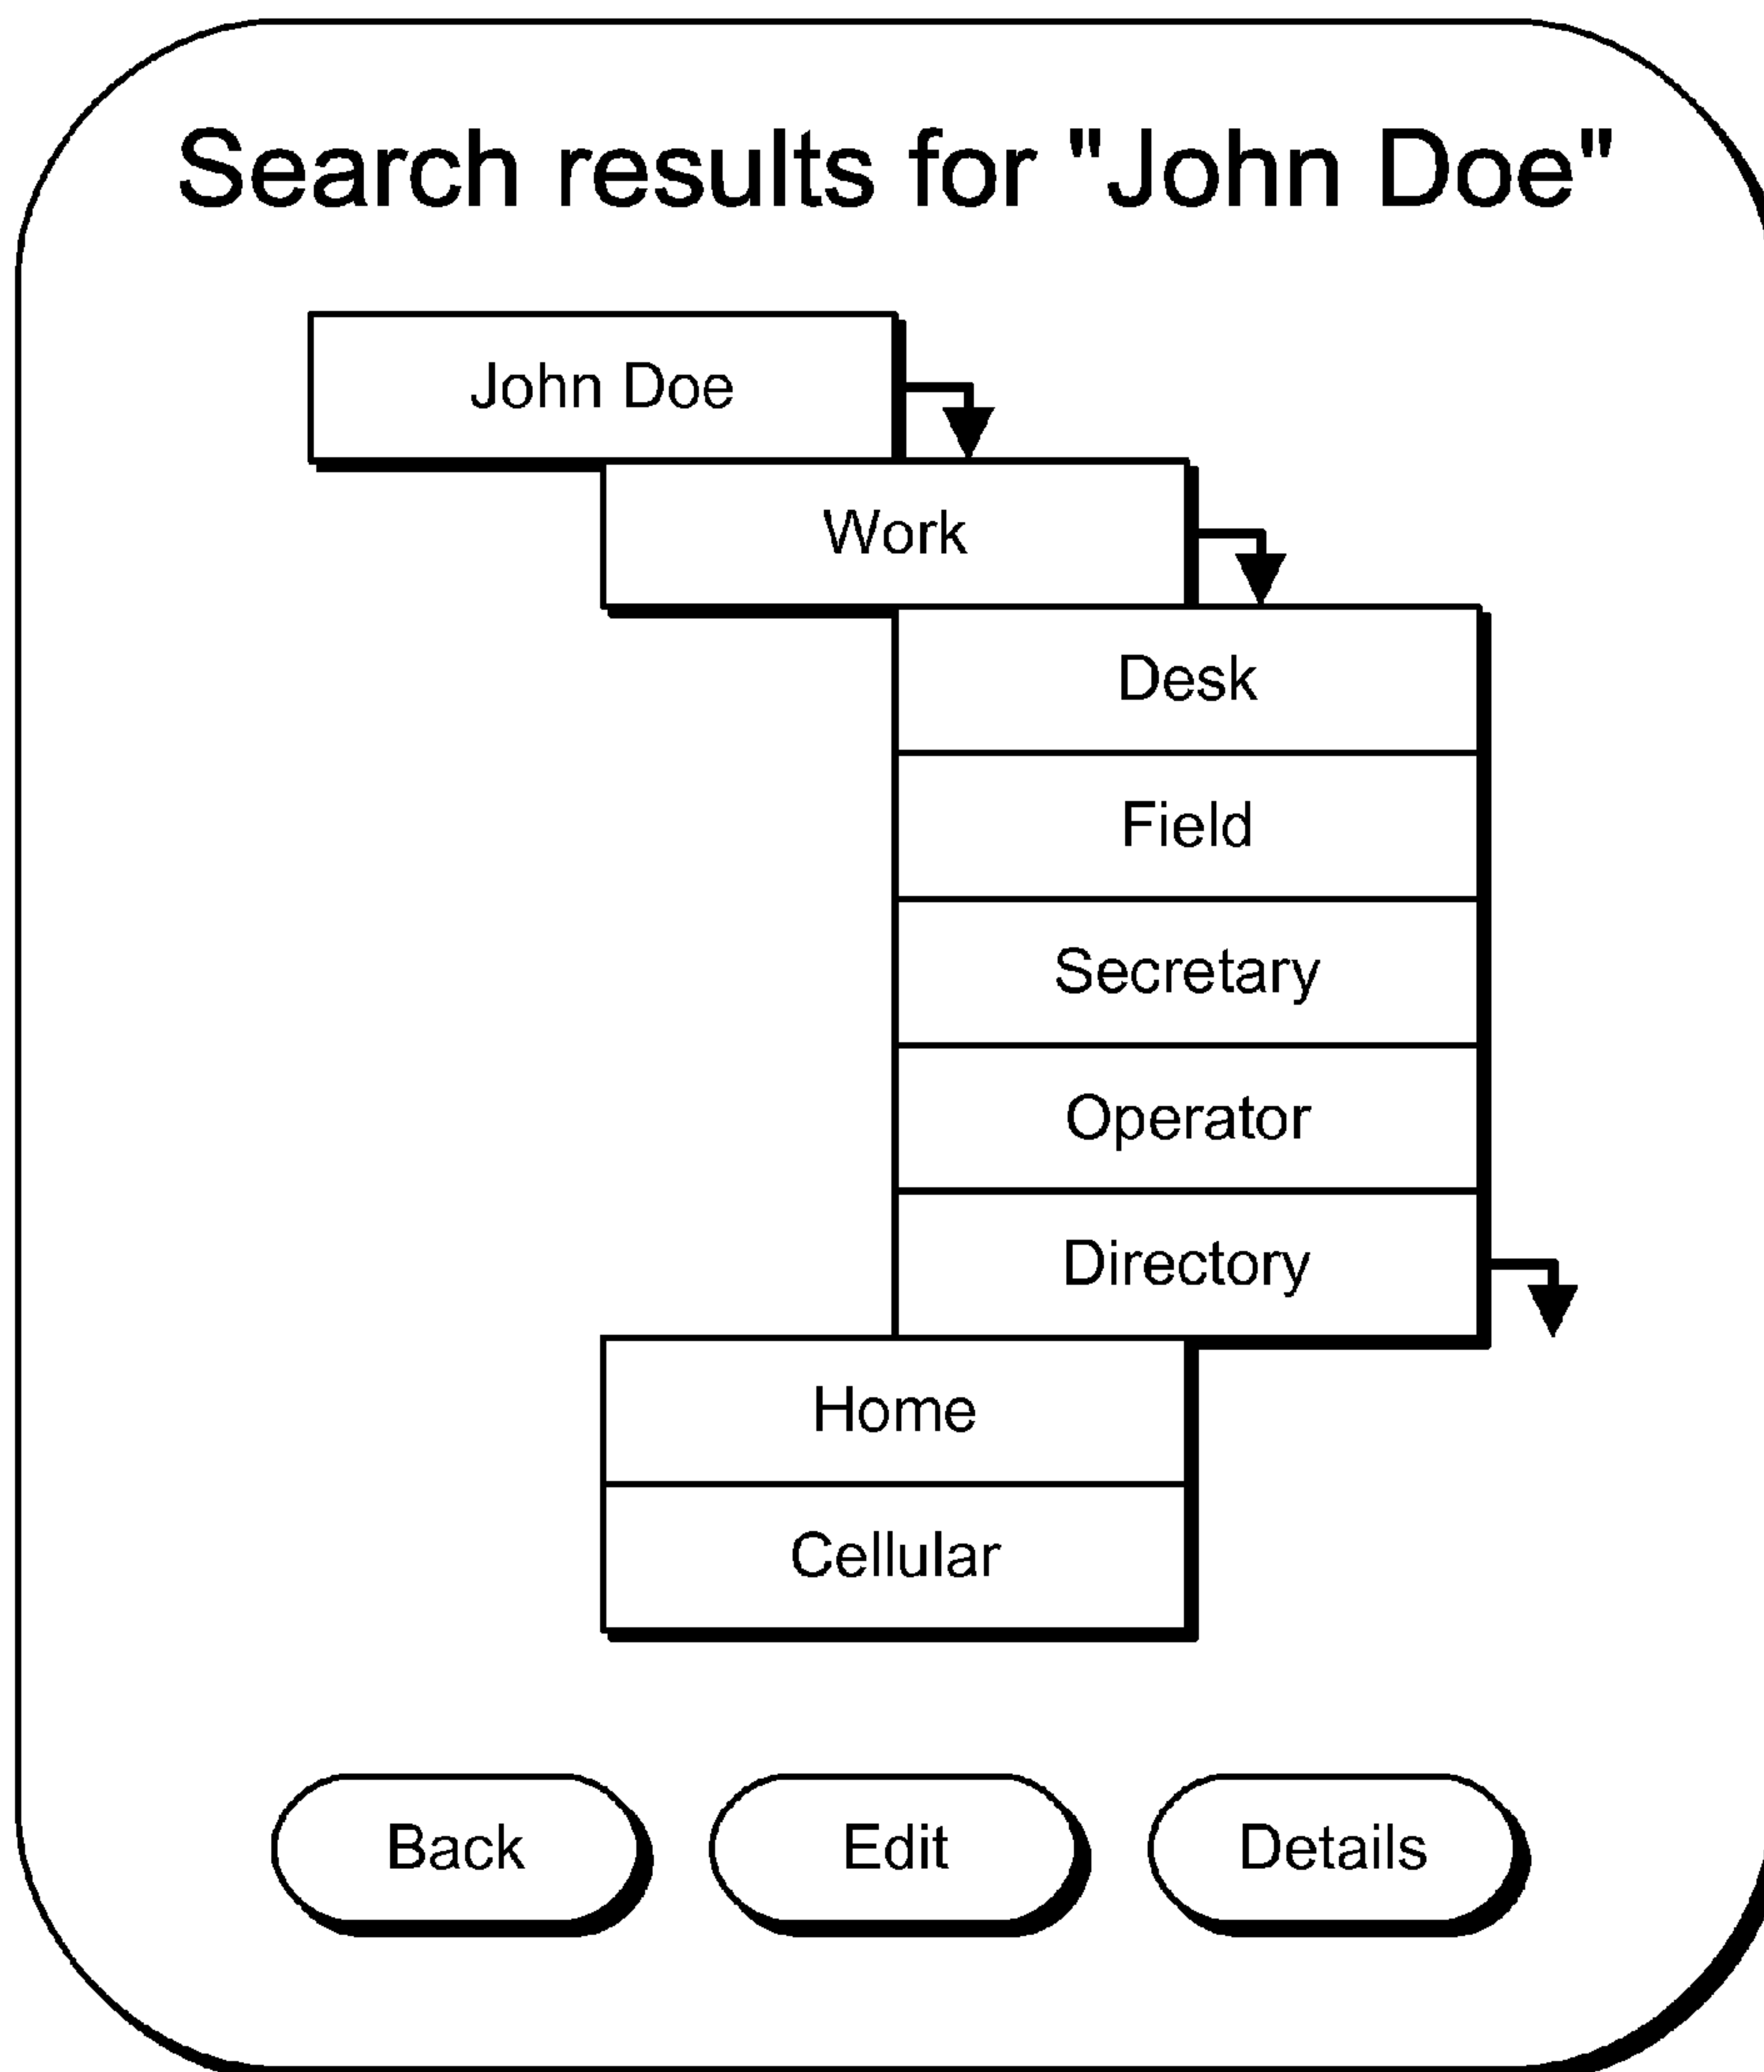 Search results for "John Doe"
John Doe
Work
Desk
Field
Secretary
Operator
Directory
Home
Cellular
Back
Edit
Details